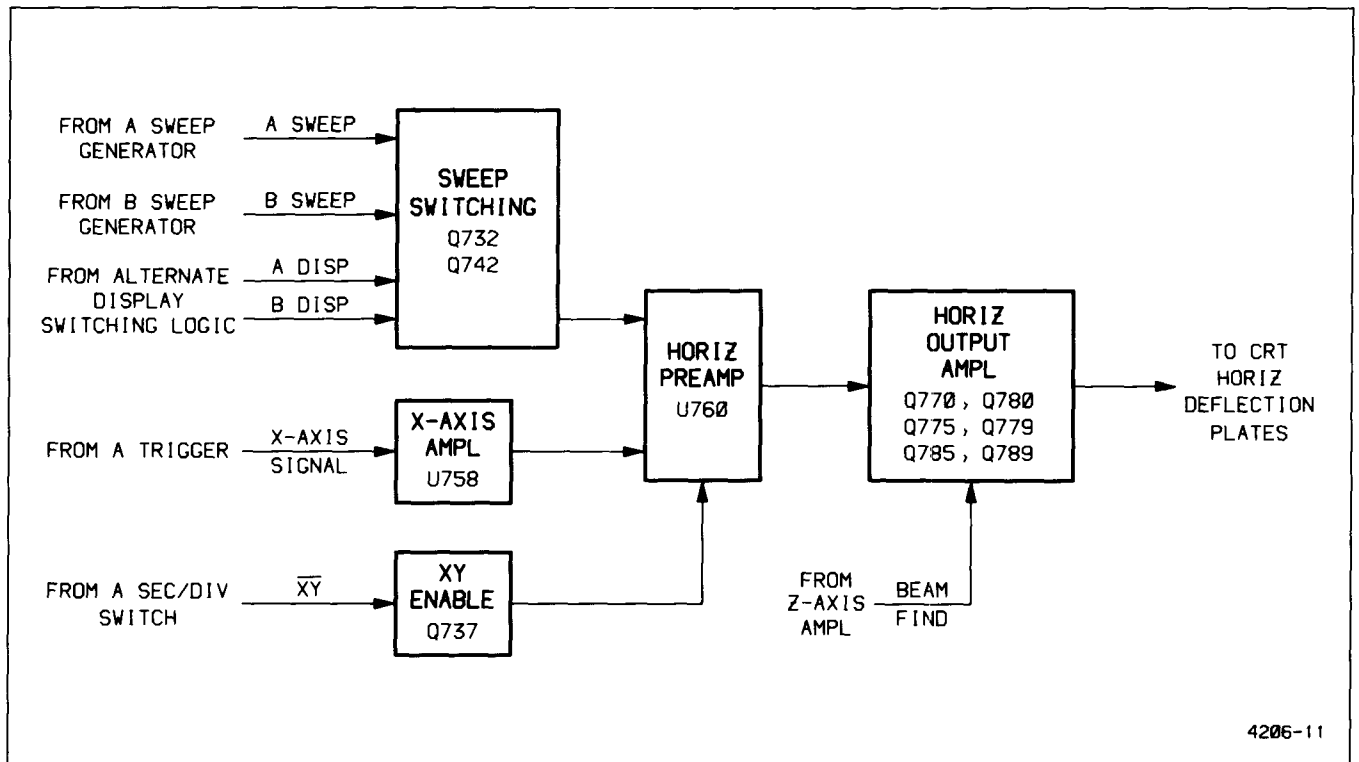 FROM A SWEEP
GENERATOR
A SWEEP
FROM B SWEEP
GENERATOR
B SWEEP
FROM ALTERNATE
DISPLAY
SWITCHING LOGIC
A DISP
B DISP
SWEEP
SWITCHING
Q732
Q742
FROM A TRIGGER
X-AXIS
SIGNAL
X-AXIS
AMPL
U758
FROM A SEC/DIV
SWITCH
X̅Y̅
XY
ENABLE
Q737
HORIZ
PREAMP
U760
HORIZ
OUTPUT
AMPL
Q770, Q780
Q775, Q779
Q785, Q789
FROM
Z-AXIS
AMPL
BEAM
FIND
TO CRT
HORIZ
DEFLECTION
PLATES
4206-11